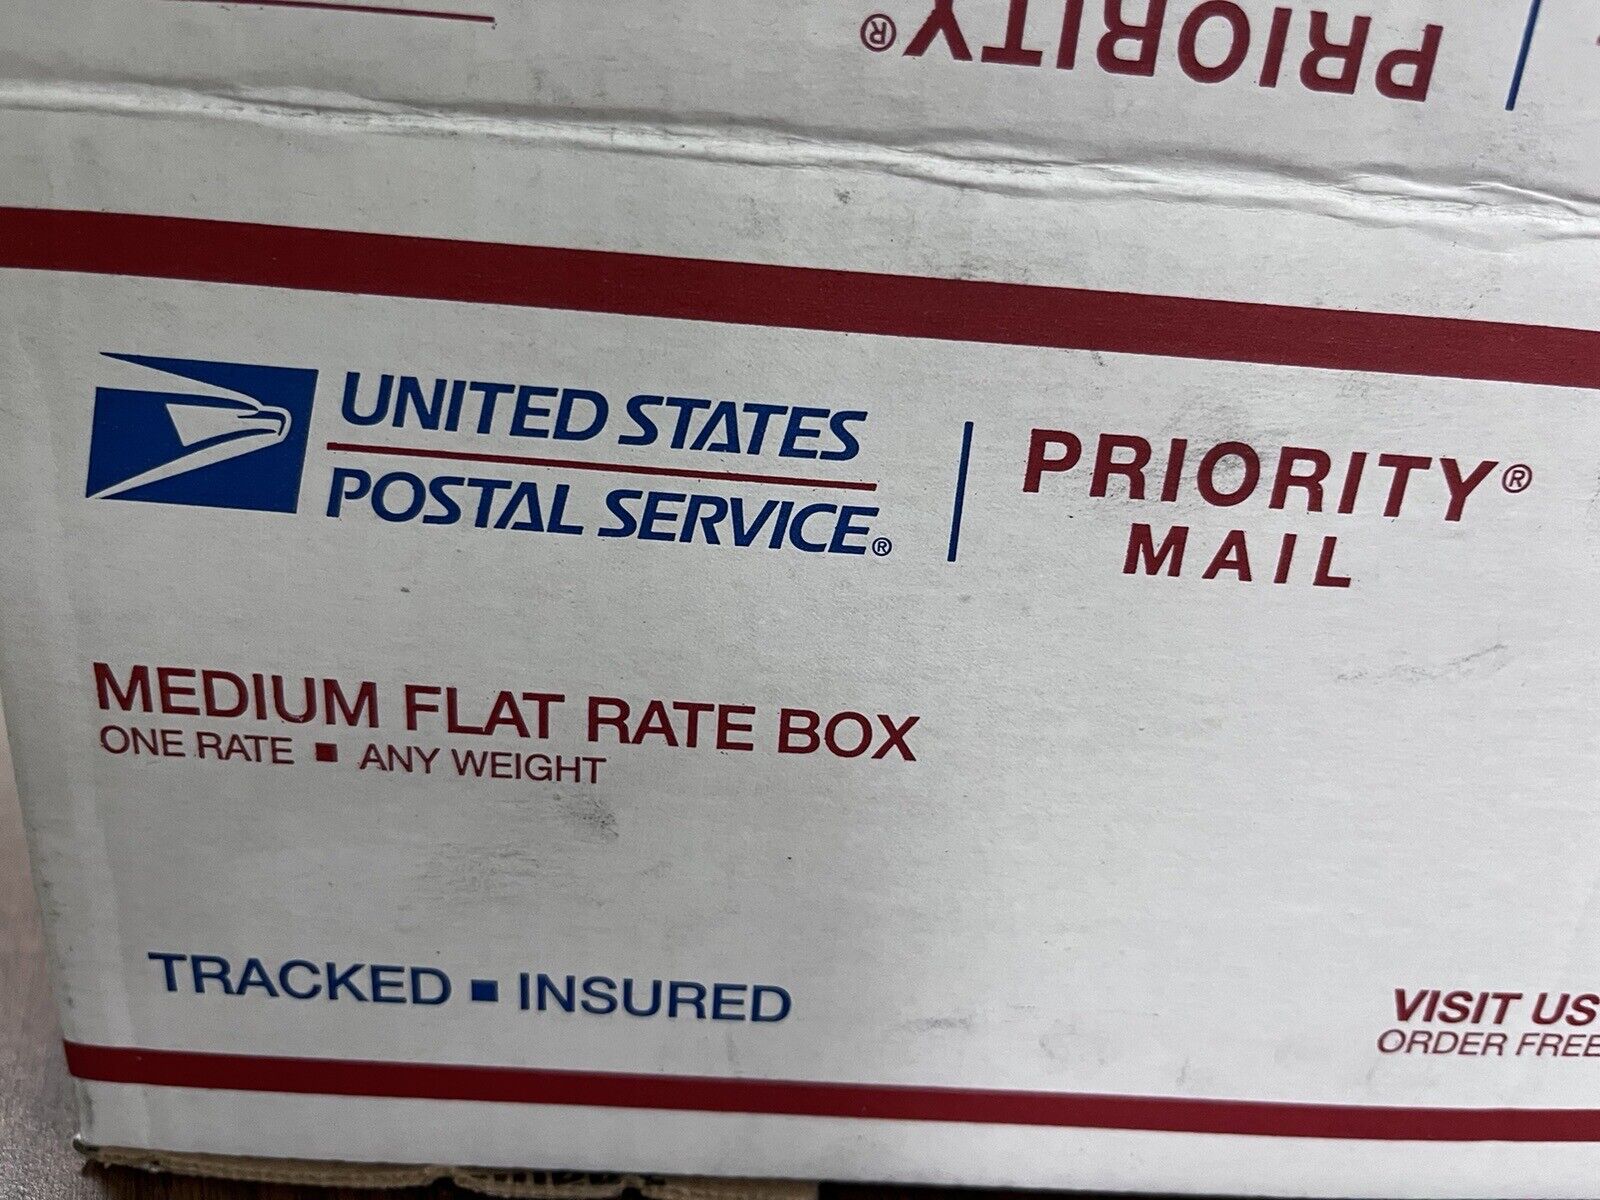 PRIORITY®
UNITED STATES
POSTAL SERVICE®
PRIORITY®
MAIL
MEDIUM FLAT RATE BOX
ONE RATE ▪ ANY WEIGHT
TRACKED ▪ INSURED
VISIT US
ORDER FREE